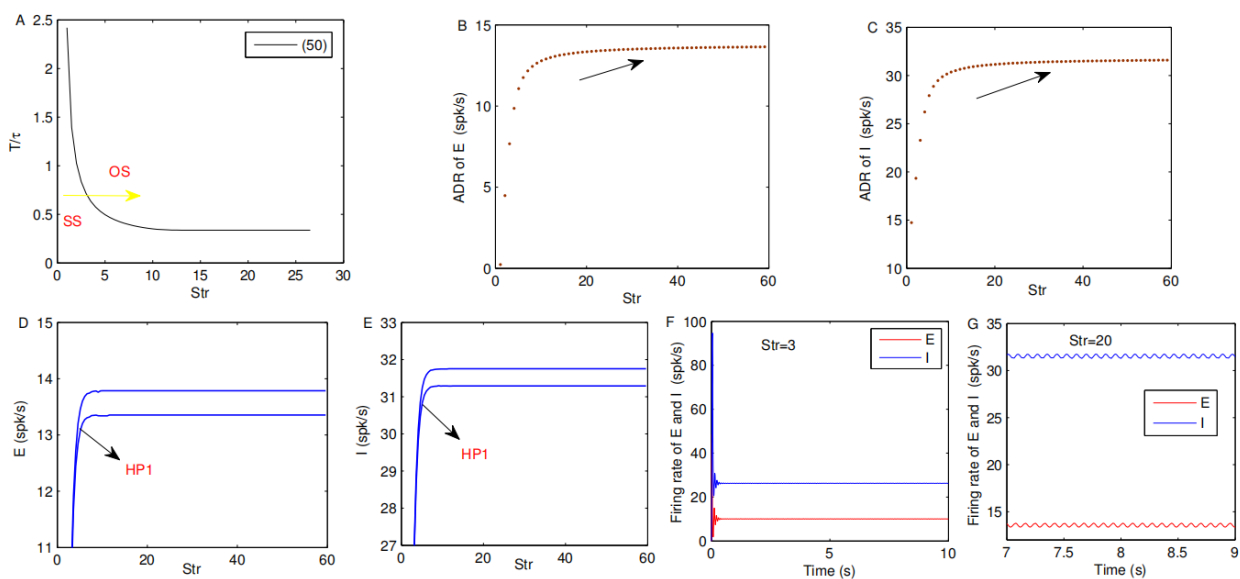 A
2.5
2
1.5
1
0.5
0
T/τ
(50)
OS
SS
0 5 10 15 20 25 30
Str
B
15
10
5
0
ADR of E (spk/s)
0 20 40 60
Str
C
40
35
30
25
20
15
10
ADR of I (spk/s)
0 20 40 60
Str
D
15
14
13
12
11
E (spk/s)
HP1
0 20 40 60
Str
E
33
32
31
30
29
28
27
I (spk/s)
HP1
0 20 40 60
Str
F
100
80
60
40
20
0
Firing rate of E and I (spk/s)
Str=3
E
I
0 5 10
Time (s)
G
35
30
25
20
15
Firing rate of E and I (spk/s)
Str=20
E
I
7 7.5 8 8.5 9
Time (s)